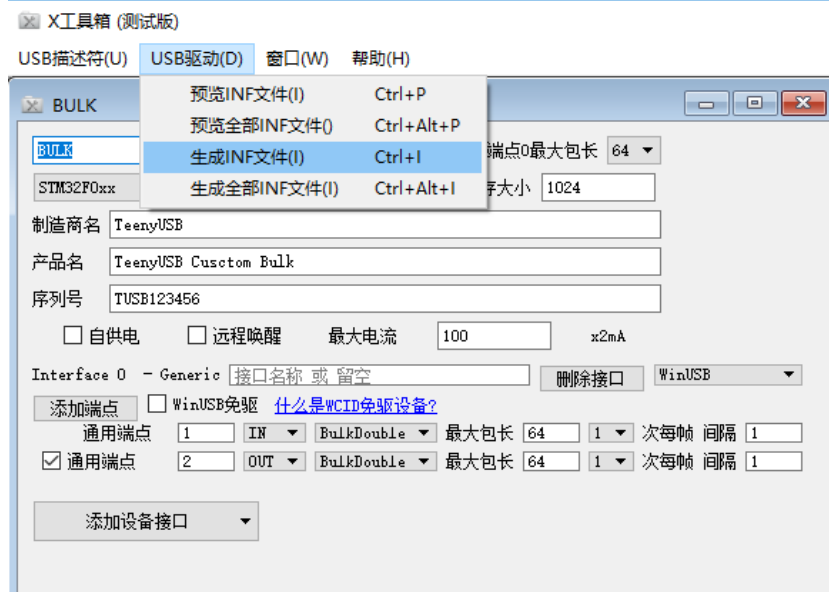 X工具箱 (测试版)
USB描述符(U) USB驱动(D) 窗口(W) 帮助(H)
BULK
预览INF文件(I) Ctrl+P
预览全部INF文件() Ctrl+Alt+P
生成INF文件(I) Ctrl+I
生成全部INF文件(I) Ctrl+Alt+I
BULK 端点0最大包长 64
STM32F0xx 存大小 1024
制造商名 TeenyUSB
产品名 TeenyUSB Cusctom Bulk
序列号 TUSB123456
自供电 远程唤醒 最大电流 100 x2mA
Interface 0 - Generic 接口名称 或 留空 删除接口 WinUSB
添加端点 WinUSB免驱 什么是WCID免驱设备?
通用端点 1 IN BulkDouble 最大包长 64 1 次每帧 间隔 1
通用端点 2 OUT BulkDouble 最大包长 64 1 次每帧 间隔 1
添加设备接口